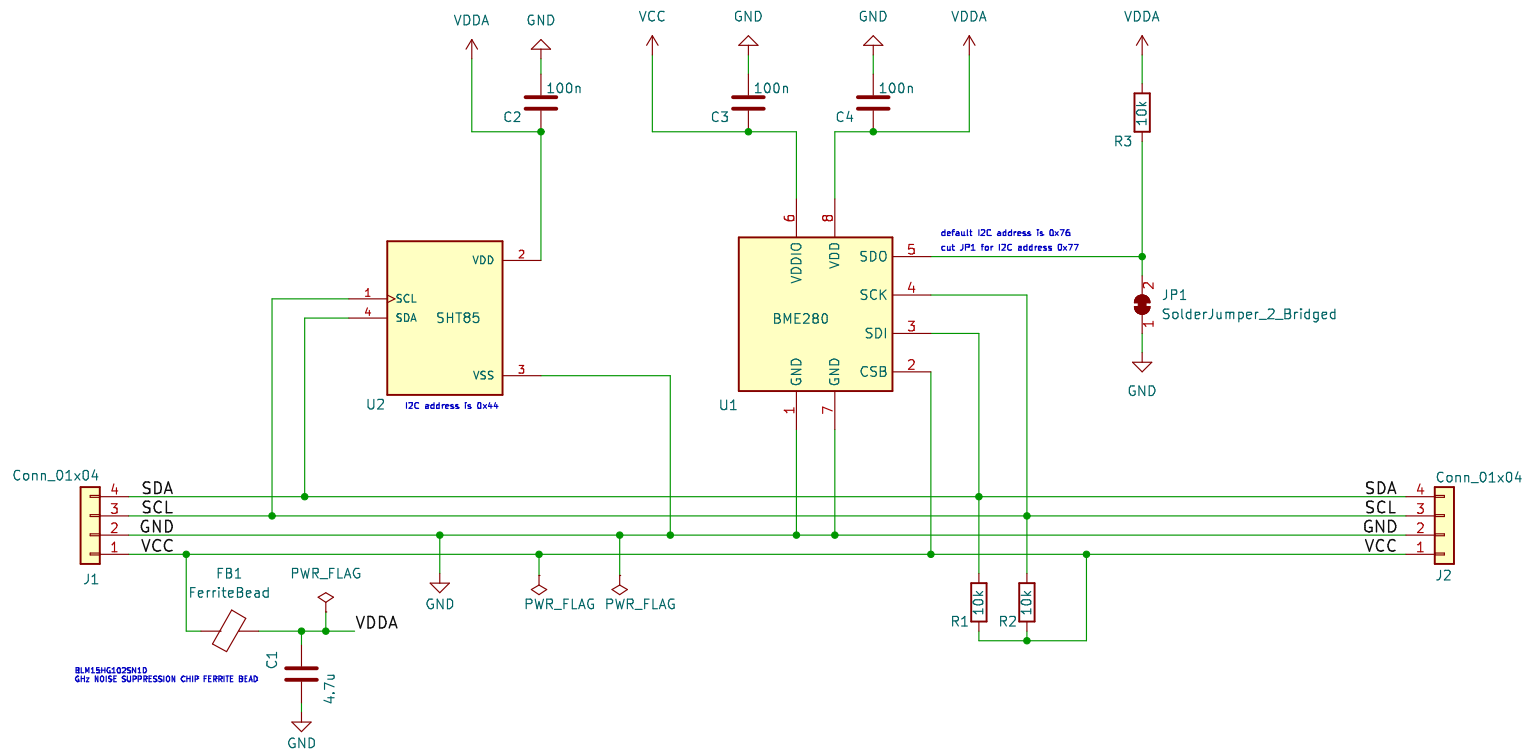 VDDA
GND
VCC
GND
GND
VDDA
VDDA
100n
C2
100n
C3
100n
C4
10k
R3
6
8
VDDIO
VDD
default I2C address is 0x76
cut JP1 for I2C address 0x77
SDO
5
SCK
4
SDI
3
CSB
2
BME280
GND
GND
1
7
U1
2
1
JP1
SolderJumper_2_Bridged
GND
VDD
2
1
SCL
4
SDA
SHT85
VSS
3
U2
I2C address is 0x44
Conn_01x04
4
SDA
3
SCL
2
GND
1
VCC
J1
Conn_01x04
SDA
4
SCL
3
GND
2
VCC
1
J2
FB1
FerriteBead
PWR_FLAG
VDDA
GND
PWR_FLAG
PWR_FLAG
R1
10k
R2
10k
C1
4.7u
GND
BLM15HG102SN1D
GHz NOISE SUPPRESSION CHIP FERRITE BEAD